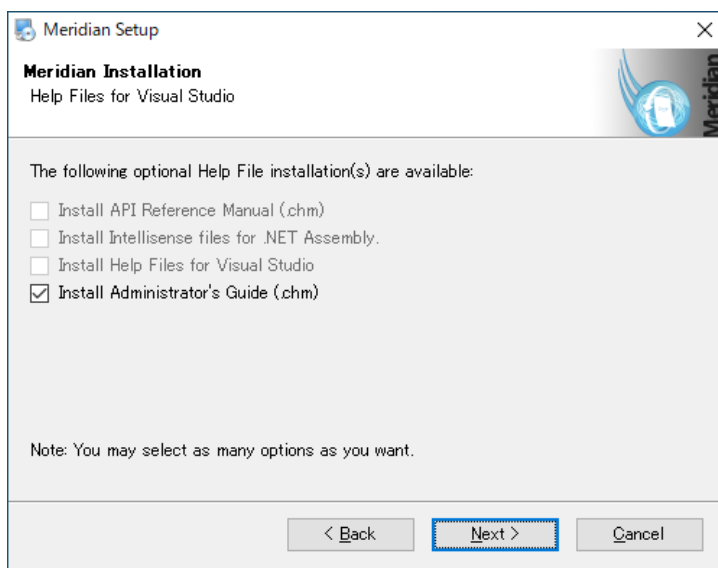 Meridian Setup
Meridian Installation
Help Files for Visual Studio
Meridian
The following optional Help File installation(s) are available:
Install API Reference Manual (.chm)
Install Intellisense files for .NET Assembly.
Install Help Files for Visual Studio
Install Administrator's Guide (.chm)
Note: You may select as many options as you want.
< Back
Next >
Cancel